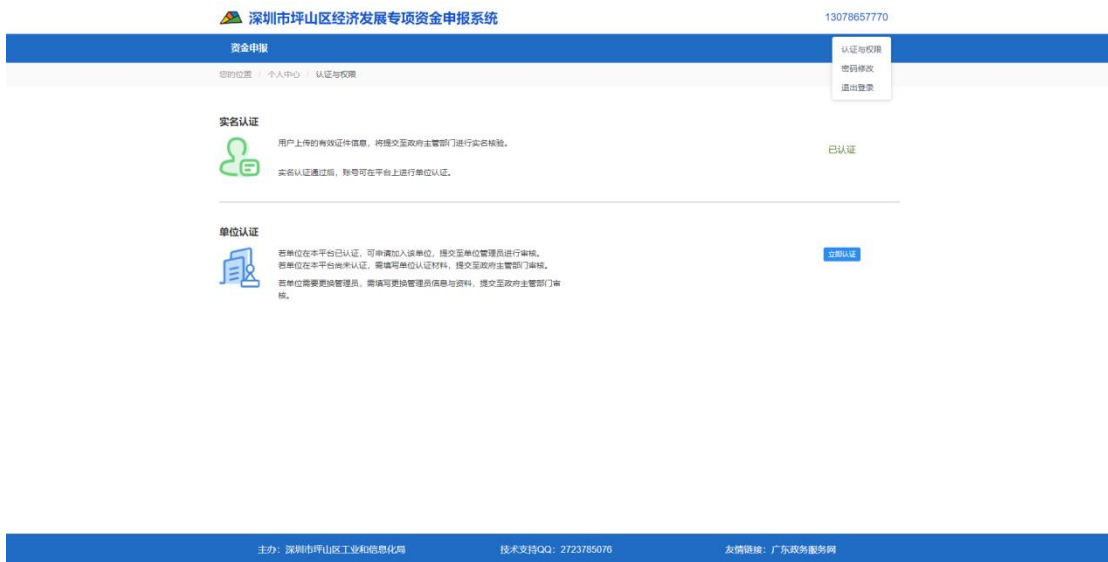 深圳市坪山区经济发展专项资金申报系统
13078657770
资金申报
认证与权限
密码修改
退出登录
您的位置 | 个人中心 | 认证与权限
实名认证
用户上传的有效证件信息，将提交至政府主管部门进行实名核验。
已认证
实名认证通过后，账号可在平台上进行单位认证。
单位认证
若单位在本平台已认证，可申请加入该单位，提交至单位管理员进行审核。
立即认证
若单位在本平台尚未认证，需填写单位认证材料，提交至政府主管部门审核。
若单位需要更换管理员，需填写更换管理员信息与资料，提交至政府主管部门审
核。
主办：深圳市坪山区工业和信息化局
技术支持QQ：2723785076
友情链接：广东政务服务网